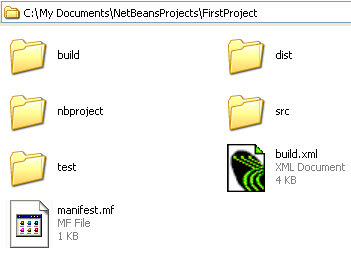 C:\My Documents\NetBeansProjects\FirstProject
build
dist
nbproject
src
test
build.xml
XML Document
4 KB
manifest.mf
MF File
1 KB